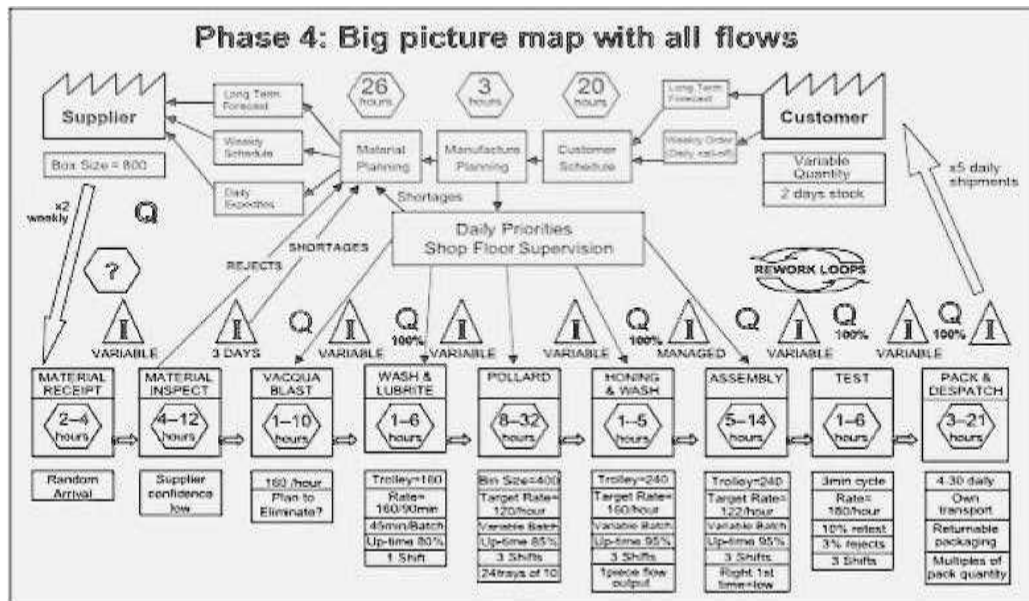 Phase 4: Big picture map with all flows
26
hours
3
hours
20
hours
Supplier
Box Size = 800
Long Term
Forecast
Weekly
Schedule
Daily
Material
Planning
Manufacture
Planning
Customer
Schedule
Long Term
Forecast
Weekly Order
Daily call-off
Customer
Variable
Quantity
2 days stock
x5 daily
shipments
x2
weekly
Q
?
REJECTS
SHORTAGES
Shortages
Daily Priorities
Shop Floor Supervision
REWORK LOOPS
I
VARIABLE
I
3 DAYS
Q
I
VARIABLE
Q
100%
I
VARIABLE
I
VARIABLE
Q
100%
I
MANAGED
Q
I
VARIABLE
Q
100%
I
VARIABLE
Q
100%
I
MATERIAL
RECEIPT
2-4
hours
Random
Arrival
MATERIAL
INSPECT
4-12
hours
Supplier
confidence
low
VACQUA
BLAST
1-10
hours
160 /hour
Plan to
Eliminate?
WASH &
LUBRITE
1-6
hours
Trolley=160
Rate=
160/90min
45min/Batch
Up-time 80%
1 Shift
POLLARD
8-32
hours
Bin Size=400
Target Rate=
120/hour
Variable Batch
Up-time 85%
3 Shifts
24trays of 10
HONING
& WASH
1-5
hours
Trolley=240
Target Rate=
160/hour
Variable Batch
Up-time 95%
3 Shifts
1piece flow
output
ASSEMBLY
5-14
hours
Trolley=240
Target Rate=
122/hour
Variable Batch
Up-time 95%
3 Shifts
Right 1st
time=low
TEST
1-6
hours
3min cycle
Rate=
180/hour
10% retest
3% rejects
3 Shifts
PACK &
DESPATCH
3-21
hours
4-30 daily
Own
transport
Returnable
packaging
Multiples of
pack quantity